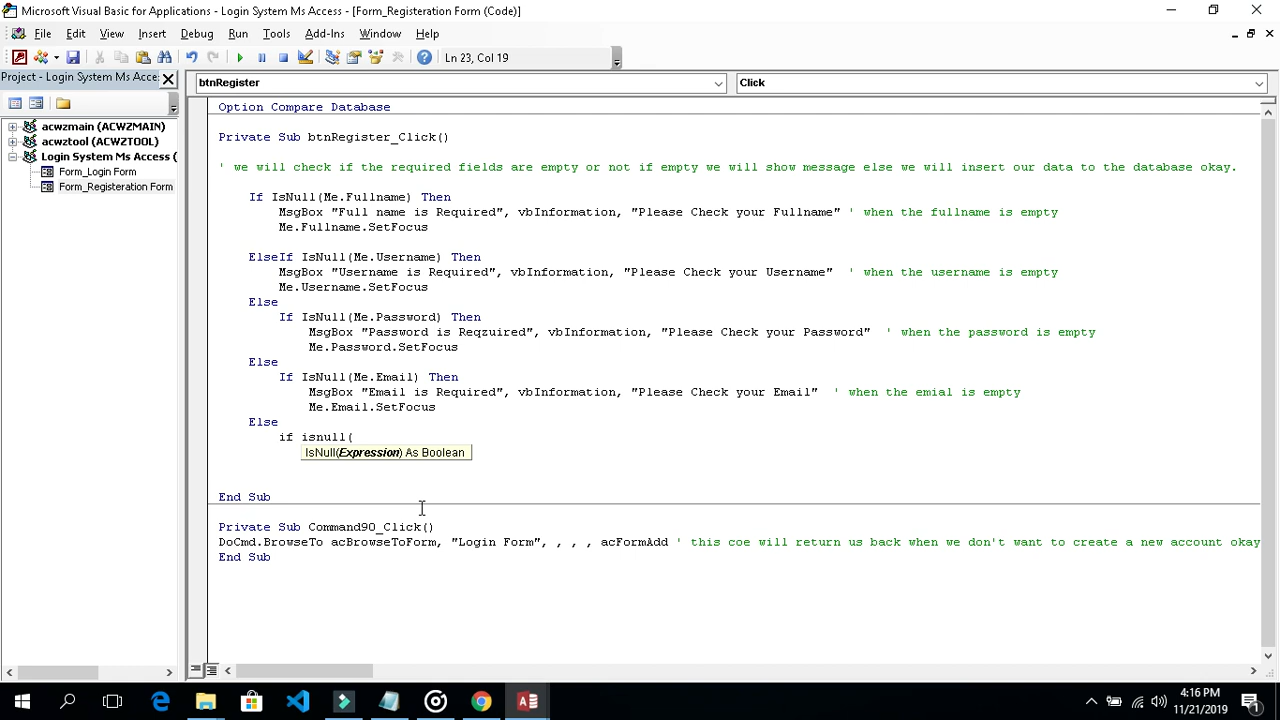 Microsoft Visual Basic for Applications - Login System Ms Access - [Form_Registeration Form (Code)]
File Edit View Insert Format Debug Run Tools Add-Ins Window Help
Ln 23, Col 19
Project - Login System Ms Acce
btnRegister
Click
acwzmain (ACWZMAIN)
acwztool (ACWZTOOL)
Login System Ms Access (
Form_Login Form
Form_Registeration Form
Option Compare Database
Private Sub btnRegister_Click()
' we will check if the required fields are empty or not if empty we will show message else we will insert our data to the database okay.
If IsNull(Me.Fullname) Then
MsgBox "Full name is Required", vbInformation, "Please Check your Fullname" ' when the fullname is empty
Me.Fullname.SetFocus
ElseIf IsNull(Me.Username) Then
MsgBox "Username is Required", vbInformation, "Please Check your Username" ' when the username is empty
Me.Username.SetFocus
Else
If IsNull(Me.Password) Then
MsgBox "Password is Reqzuired", vbInformation, "Please Check your Password" ' when the password is empty
Me.Password.SetFocus
Else
If IsNull(Me.Email) Then
MsgBox "Email is Required", vbInformation, "Please Check your Email" ' when the emial is empty
Me.Email.SetFocus
Else
if isnull(
IsNull(Expression) As Boolean
End Sub
Private Sub Command90_Click()
DoCmd.BrowseTo acBrowseToForm, "Login Form", , , , acFormAdd ' this coe will return us back when we don't want to create a new account okay
End Sub
4:16 PM
11/21/2019